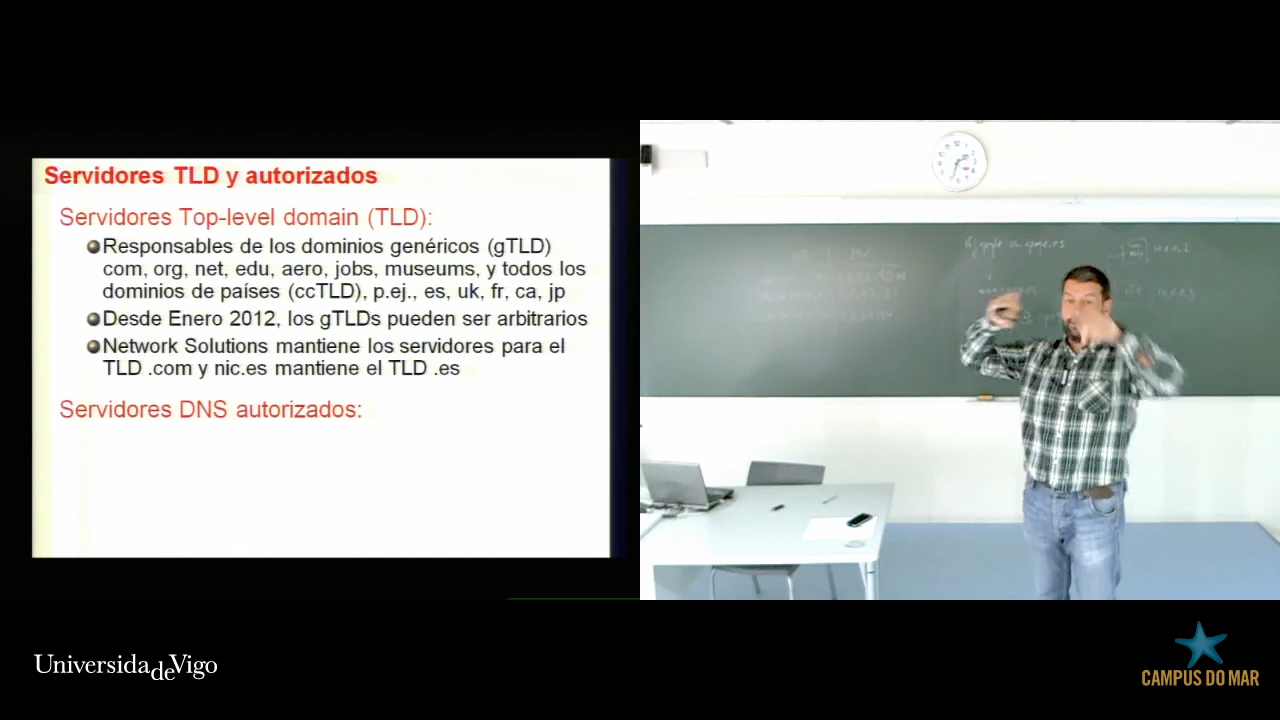 Servidores TLD y autorizados
Servidores Top-level domain (TLD):
Responsables de los dominios genéricos (gTLD)
com, org, net, edu, aero, jobs, museums, y todos los
dominios de países (ccTLD), p.ej., es, uk, fr, ca, jp
Desde Enero 2012, los gTLDs pueden ser arbitrarios
Network Solutions mantiene los servidores para el
TLD .com y nic.es mantiene el TLD .es
Servidores DNS autorizados:
Universidade Vigo
CAMPUS DO MAR